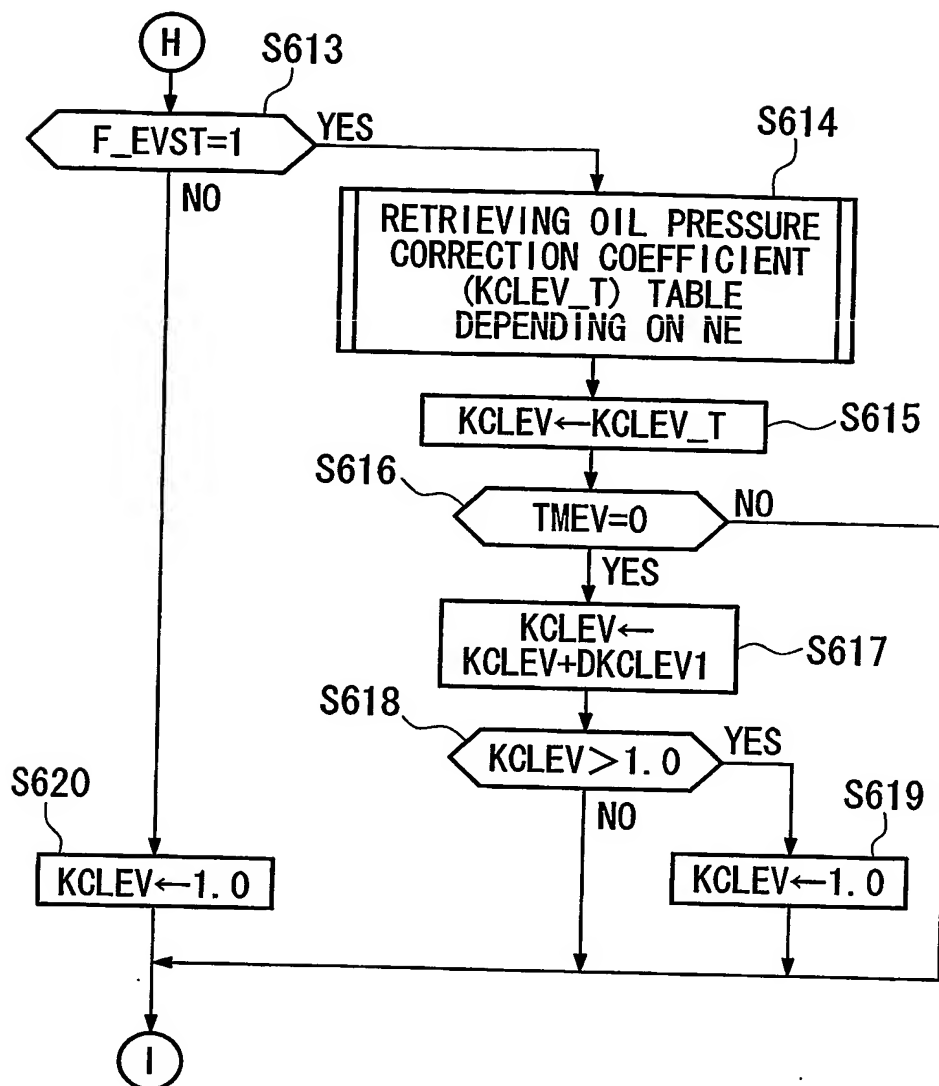 H
S613
F_EVST=1
YES
NO
S614
RETRIEVING OIL PRESSURE
CORRECTION COEFFICIENT
(KCLEV_T) TABLE
DEPENDING ON NE
KCLEV←KCLEV_T
S615
S616
TMEV=0
NO
YES
KCLEV←
KCLEV+DKCLEV1
S617
S618
KCLEV>1.0
YES
NO
S620
KCLEV←1.0
S619
KCLEV←1.0
I